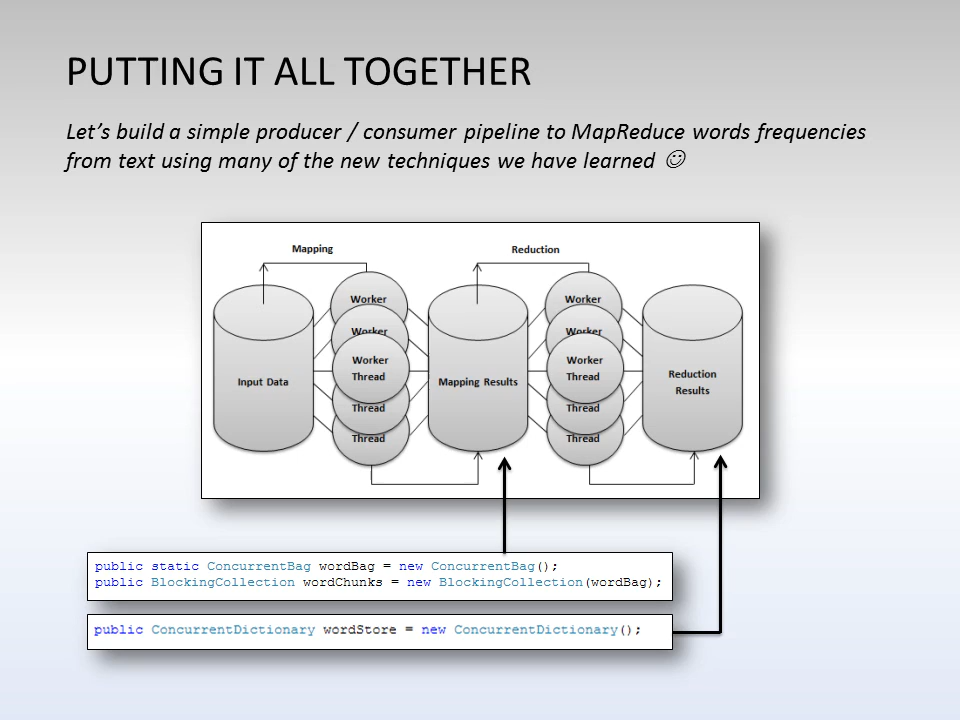 PUTTING IT ALL TOGETHER
Let's build a simple producer / consumer pipeline to MapReduce words frequencies
from text using many of the new techniques we have learned ☺
Mapping
Reduction
Worker
Worker
Worker
Thread
Thread
Thread
Input Data
Mapping Results
Worker
Worker
Worker
Thread
Thread
Thread
Reduction
Results
public static ConcurrentBag wordBag = new ConcurrentBag();
public BlockingCollection wordChunks = new BlockingCollection(wordBag);
public ConcurrentDictionary wordStore = new ConcurrentDictionary();